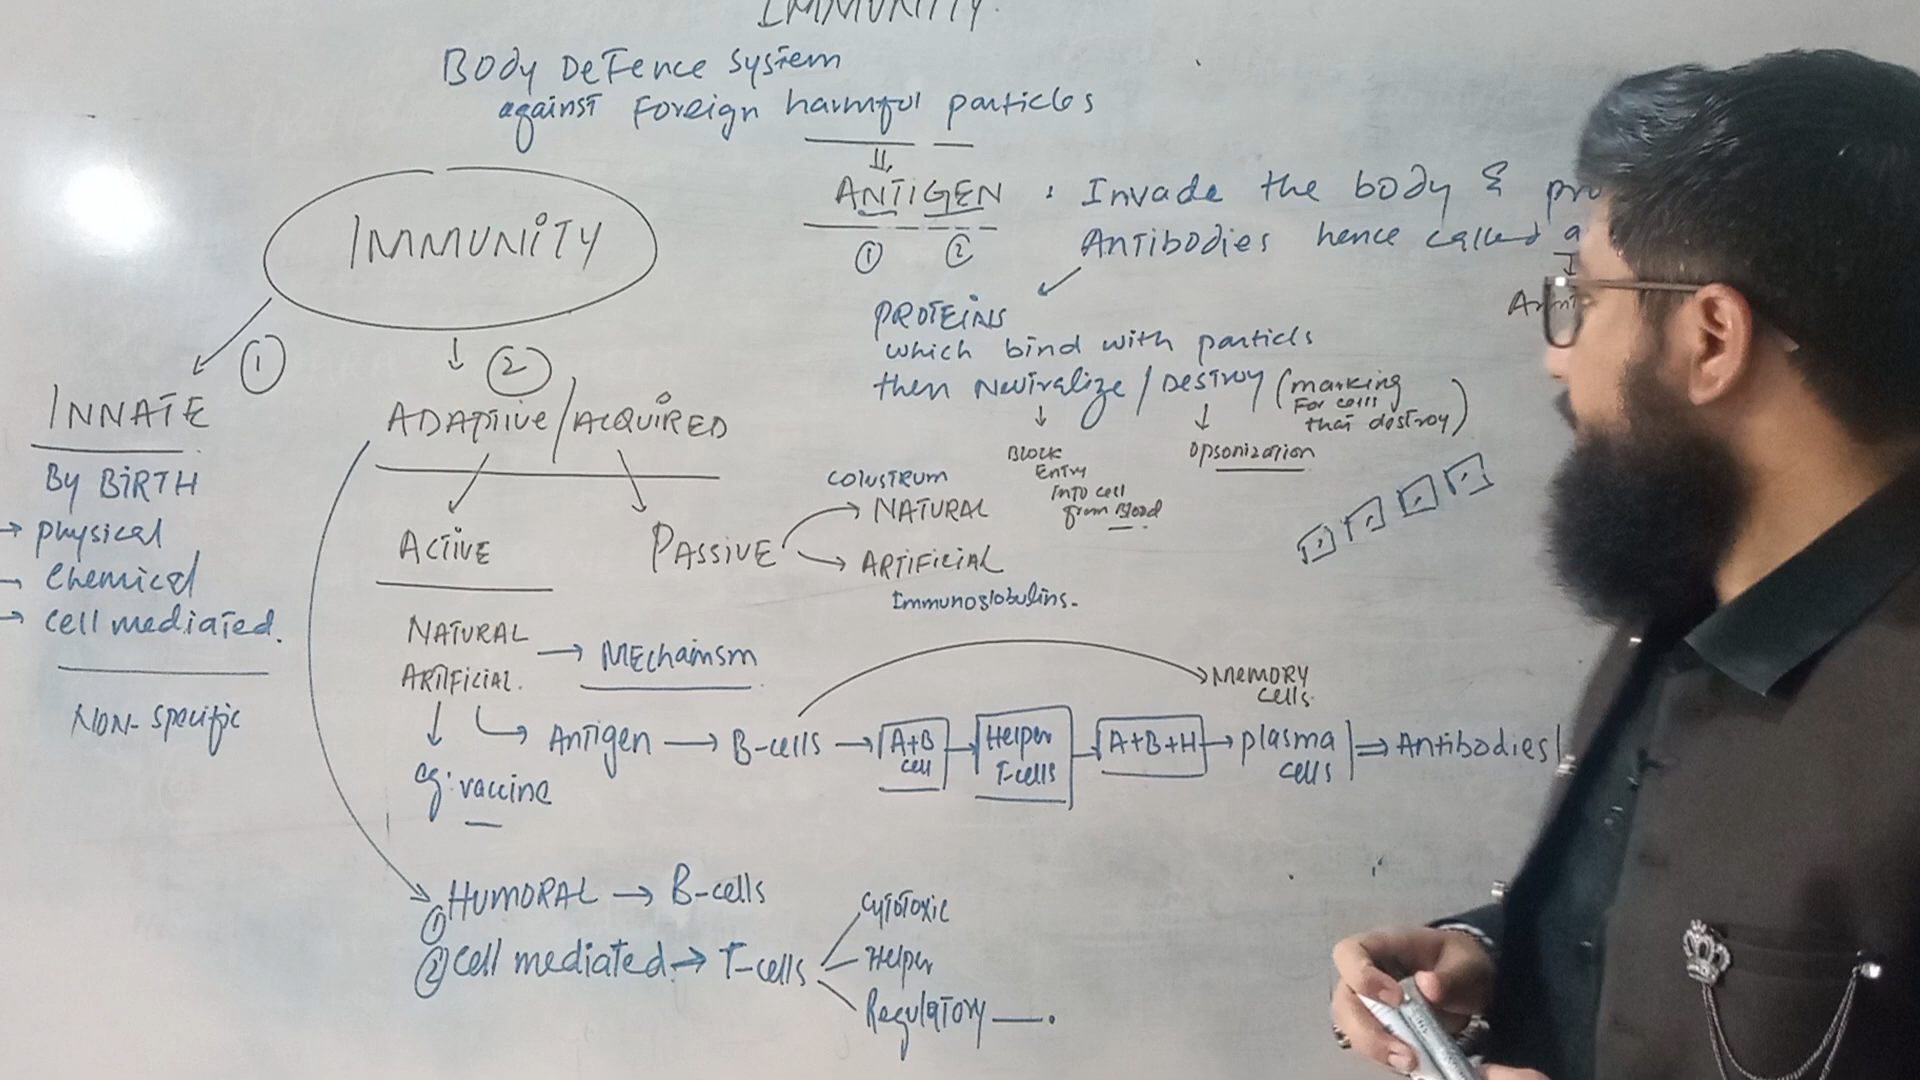 IMMUNITY
Body Defence System
against Foreign harmful particles
ANTIGEN : Invade the body &
① ② Antibodies hence called
IMMUNITY
PROTEINS
which bind with particls
then Neutralize / Destroy (marking
For cells
that destroy)
Block
Entry
Into cell
from Blood
Opsonization
①
②
INNATE
By BIRTH
→ physical
→ Chemical
→ cell mediated.
NON-specific
ADAPTIVE/ACQUIRED
ACTIVE
PASSIVE
COLUSTRUM
→ NATURAL
→ ARTIFICIAL
Immunoglobulins.
NATURAL
ARTIFICIAL.
→ MEchanism
eg: vaccine
Antigen → B-cells → A+B cell → Helper T-cells → A+B+H → plasma cells ⇒ Antibodies
MEMORY
cells.
① HUMORAL → B-cells
② Cell mediated → T-cells
Cytotoxic
Helper
Regulatory